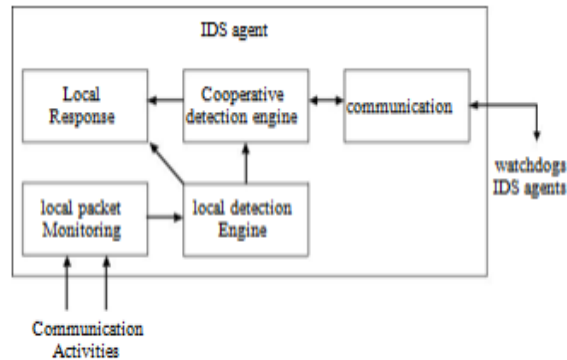 IDS agent
Local
Response
Cooperative
detection engine
communication
watchdogs
IDS agents
local packet
Monitoring
local detection
Engine
Communication
Activities